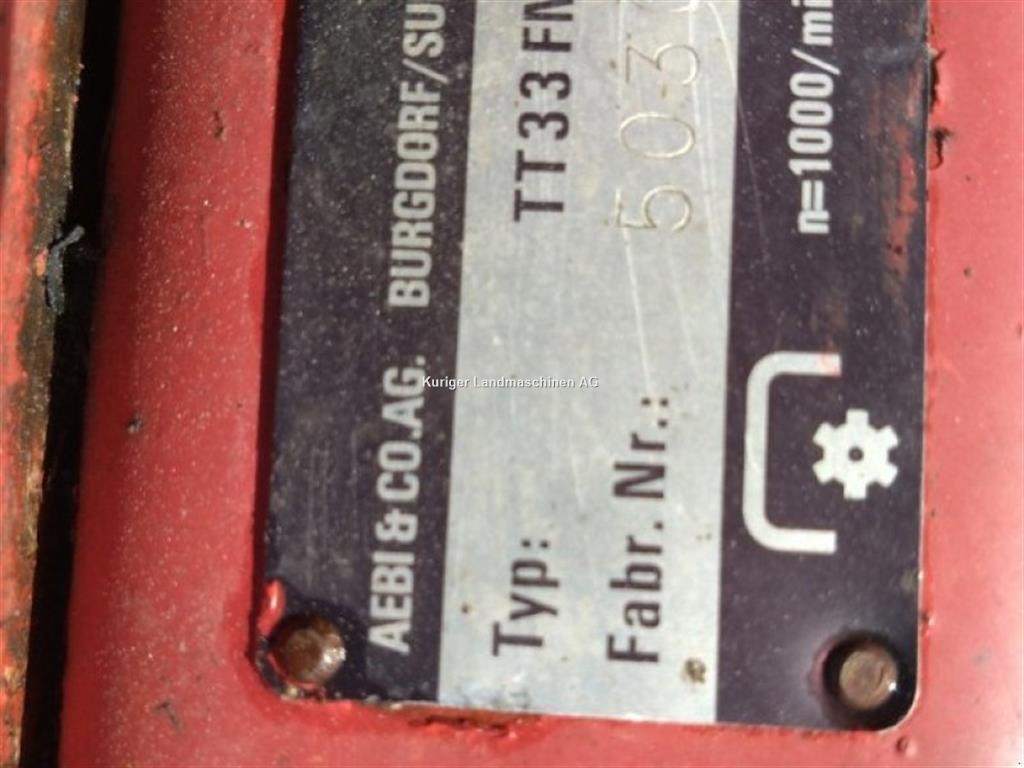 AEBI & CO.AG. BURGDORF/SU
Typ: TT33 FN
Fabr. Nr.: 503
n=1000/mi
Kuriger Landmaschinen AG